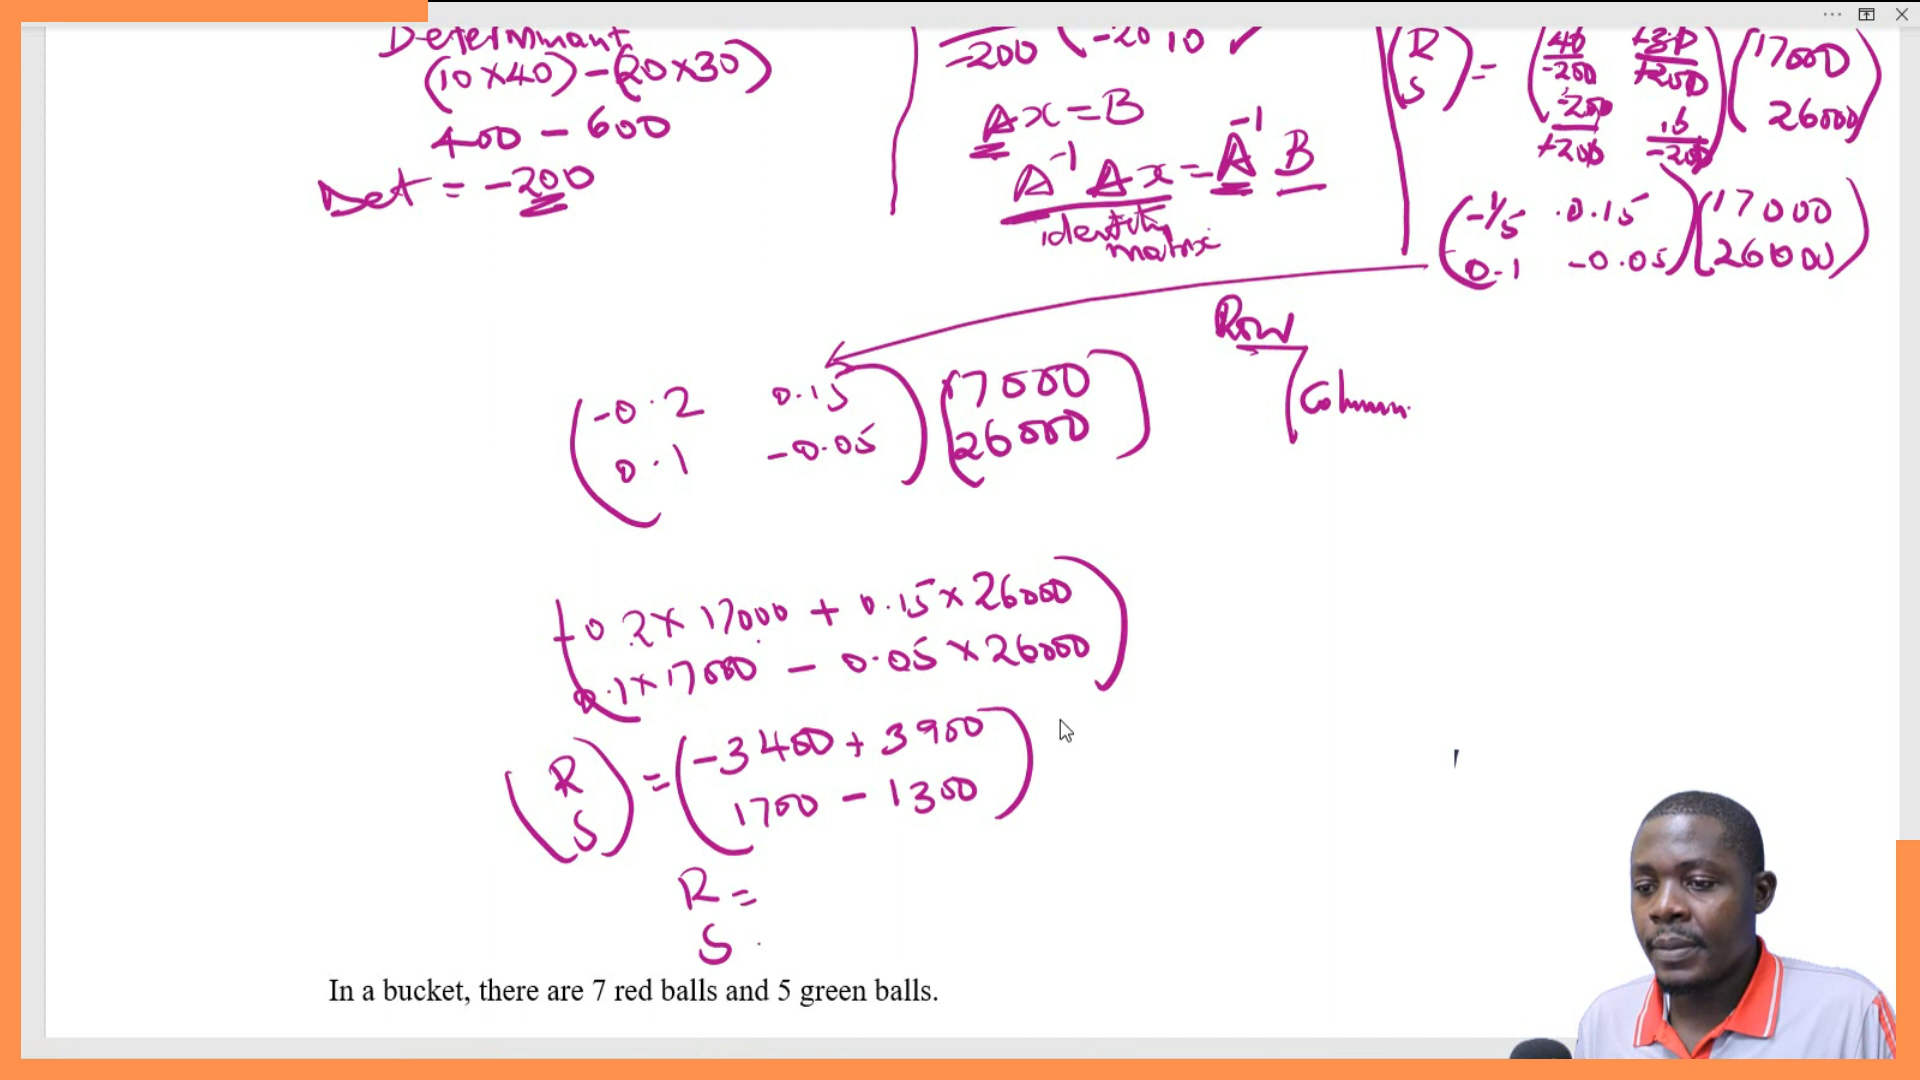 Determinant
(10 x 40) - (20 x 30)
400 - 600
Det = -200
-200 ( -20 10
Ax = B
A⁻¹ Ax = A⁻¹ B
identity
matrix
(R S) = (40/-200 +30/+200 -20/+200 10/-200) (17000 26000)
(-1/5 0.15) (17000
0.1 -0.05) (26000)
Row
Column
(-0.2 0.15) (17000
0.1 -0.05) (26000)
-0.2 x 17000 + 0.15 x 26000
0.1 x 17000 - 0.05 x 26000
(R = (-3400 + 3900
S) 1700 - 1300)
R =
S
In a bucket, there are 7 red balls and 5 green balls.